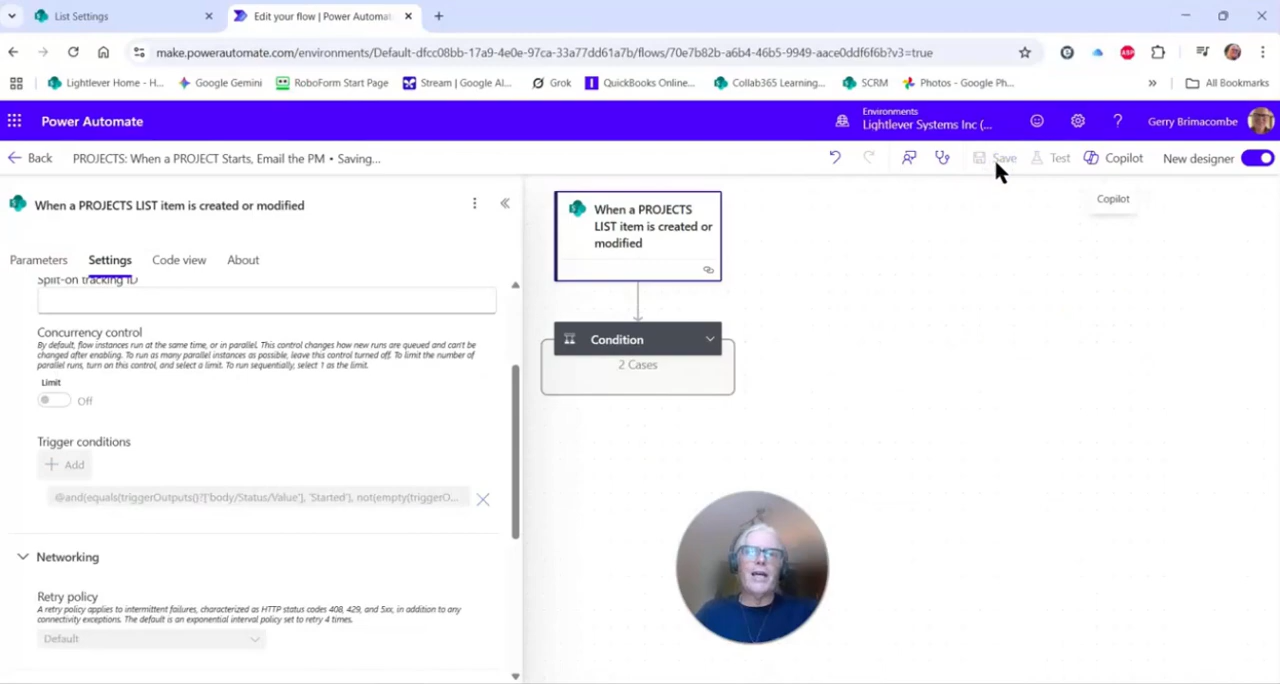 List Settings
Edit your flow | Power Automat
make.powerautomate.com/environments/Default-dfcc08bb-17a9-4e0e-97ca-33a77dd61a7b/flows/70e7b82b-a6b4-46b5-9949-aace0ddf6f6b?v3=true
Lightlever Home - H...
Google Gemini
RoboForm Start Page
Stream | Google AI...
Grok
QuickBooks Online...
Collab365 Learning...
SCRM
Photos - Google Ph...
»
All Bookmarks
Power Automate
Environments
Lightlever Systems Inc (...
Gerry Brimacombe
Back
PROJECTS: When a PROJECT Starts, Email the PM • Saving...
Save
Test
Copilot
New designer
Copilot
When a PROJECTS LIST item is created or modified
Parameters
Settings
Code view
About
Split-on tracking ID
Concurrency control
By default, flow instances run at the same time, or in parallel. This control changes how new runs are queued and can't be
changed after enabling. To run as many parallel instances as possible, leave this control turned off. To limit the number of
parallel runs, turn on this control, and select a limit. To run sequentially, select 1 as the limit.
Limit
Off
Trigger conditions
+ Add
@and(equals(triggerOutputs()?['body/Status/Value'], 'Started'), not(empty(triggerO...
Networking
Retry policy
A retry policy applies to intermittent failures, characterized as HTTP status codes 408, 429, and 5xx, in addition to any
connectivity exceptions. The default is an exponential interval policy set to retry 4 times.
Default
When a PROJECTS
LIST item is created or
modified
Condition
2 Cases